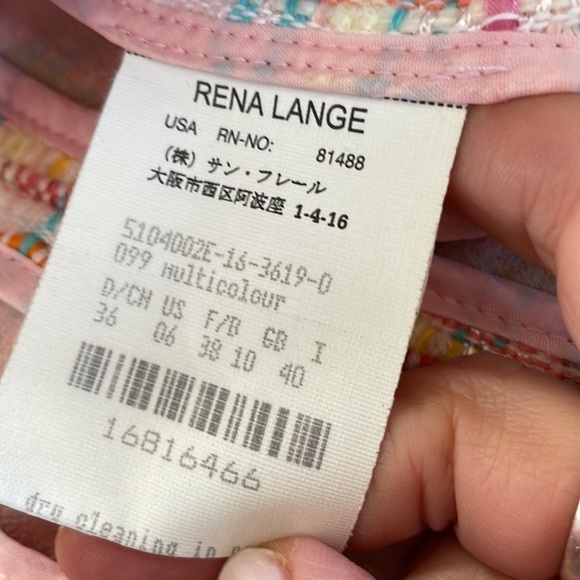 RENA LANGE
USA RN-NO: 81488
(株) サン・フレール
大阪市西区阿波座 1-4-16
5104002E-16-3619-0
099 Multicolour
D/CH US F/B GB I
36 06 38 10 40
16816466
dry cleaning in